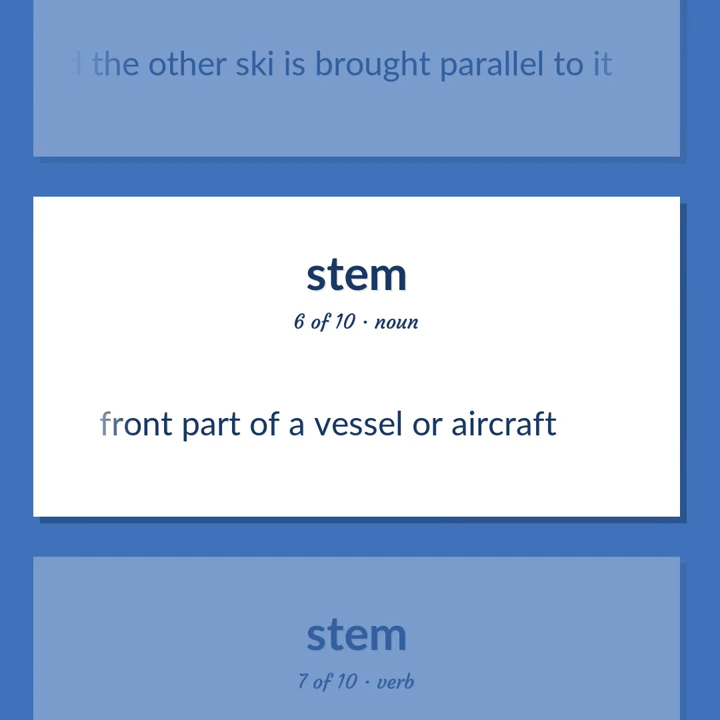 the other ski is brought parallel to it
stem
6 of 10 · noun
front part of a vessel or aircraft
stem
7 of 10 · verb